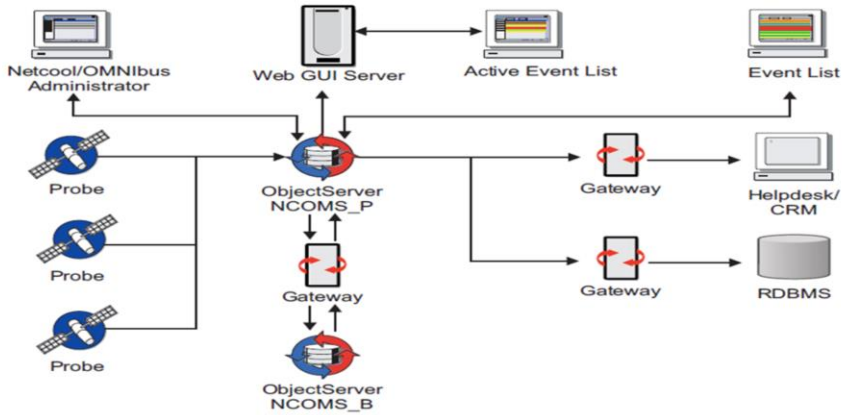 Netcool/OMNIbus
Administrator
Web GUI Server
Active Event List
Event List
Probe
ObjectServer
NCOMS_P
Gateway
Helpdesk/
CRM
Probe
Gateway
Gateway
RDBMS
Probe
ObjectServer
NCOMS_B